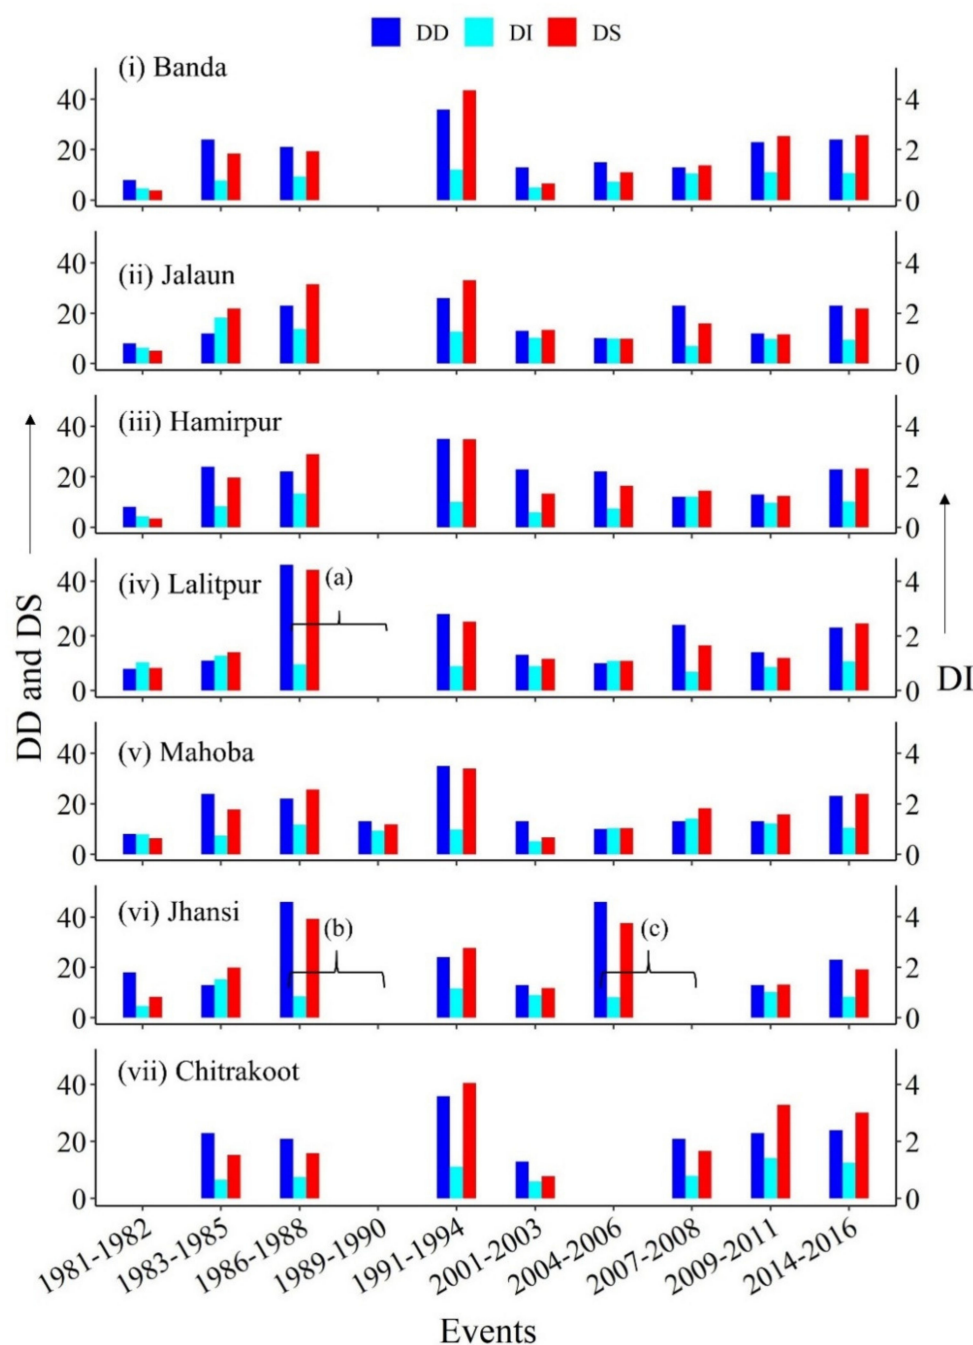 DD DI DS
(i) Banda
40 4
20 2
0 0
(ii) Jalaun
40 4
20 2
0 0
(iii) Hamirpur
40 4
20 2
0 0
(iv) Lalitpur
(a)
40 4
20 2
0 0
(v) Mahoba
40 4
20 2
0 0
(vi) Jhansi
(b) (c)
40 4
20 2
0 0
(vii) Chitrakoot
40 4
20 2
0 0
DD and DS
DI
1981-1982 1983-1985 1986-1988 1989-1990 1991-1994 2001-2003 2004-2006 2007-2008 2009-2011 2014-2016
Events